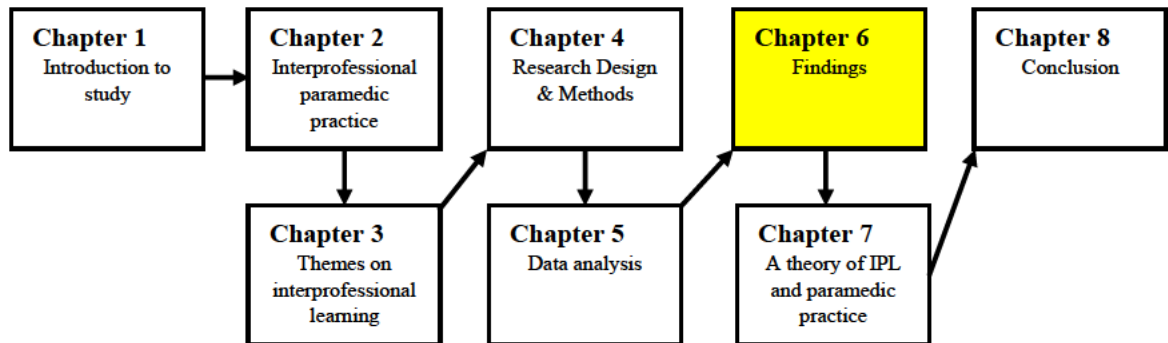 Chapter 1
Introduction to
study
Chapter 2
Interprofessional
paramedic
practice
Chapter 3
Themes on
interprofessional
learning
Chapter 4
Research Design
& Methods
Chapter 5
Data analysis
Chapter 6
Findings
Chapter 7
A theory of IPL
and paramedic
practice
Chapter 8
Conclusion